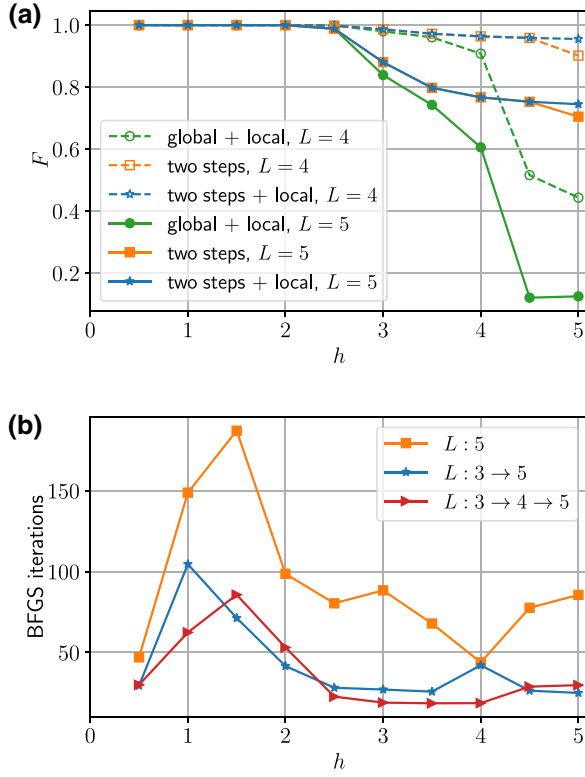 (a)
1.0
0.8
0.6
0.4
0.2
F
global + local, L = 4
two steps, L = 4
two steps + local, L = 4
global + local, L = 5
two steps, L = 5
two steps + local, L = 5
0 1 2 3 4 5
h
(b)
150
100
50
BFGS iterations
L : 5
L : 3 → 5
L : 3 → 4 → 5
0 1 2 3 4 5
h